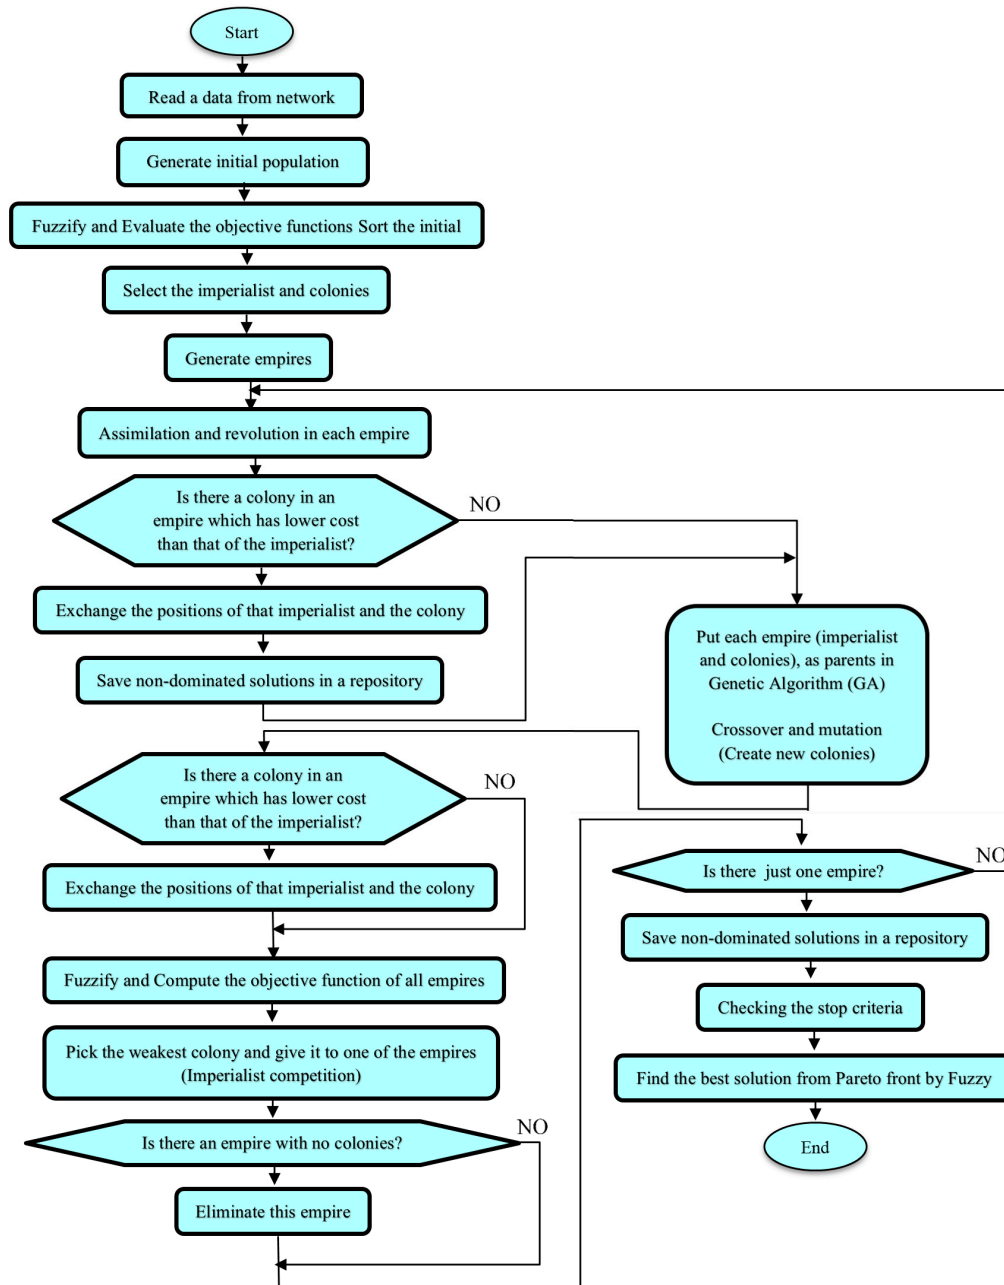 Start
Read a data from network
Generate initial population
Fuzzify and Evaluate the objective functions Sort the initial
Select the imperialist and colonies
Generate empires
Assimilation and revolution in each empire
Is there a colony in an
empire which has lower cost
than that of the imperialist?
NO
Exchange the positions of that imperialist and the colony
Save non-dominated solutions in a repository
Put each empire (imperialist
and colonies), as parents in
Genetic Algorithm (GA)
Crossover and mutation
(Create new colonies)
Is there a colony in an
empire which has lower cost
than that of the imperialist?
NO
Exchange the positions of that imperialist and the colony
Fuzzify and Compute the objective function of all empires
Pick the weakest colony and give it to one of the empires
(Imperialist competition)
Is there an empire with no colonies?
NO
Eliminate this empire
Is there  just one empire?
NO
Save non-dominated solutions in a repository
Checking the stop criteria
Find the best solution from Pareto front by Fuzzy
End